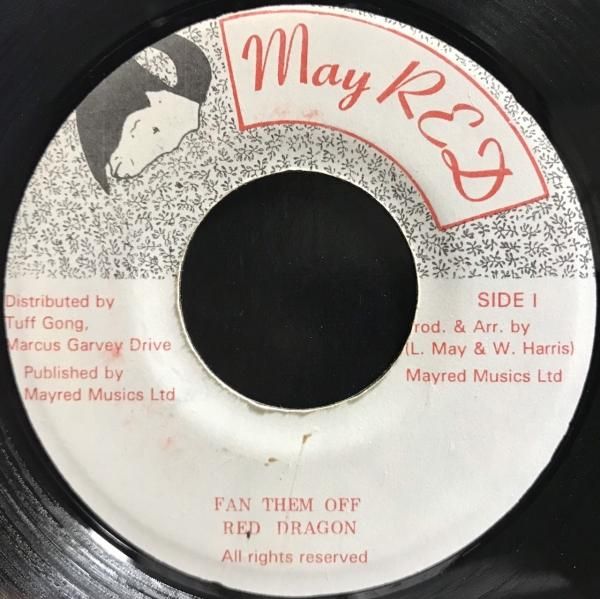 May RED
Distributed by
Tuff Gong,
Marcus Garvey Drive
Published by
Mayred Musics Ltd
SIDE I
rod. & Arr. by
(L. May & W. Harris)
Mayred Musics Ltd
FAN THEM OFF
RED DRAGON
All rights reserved